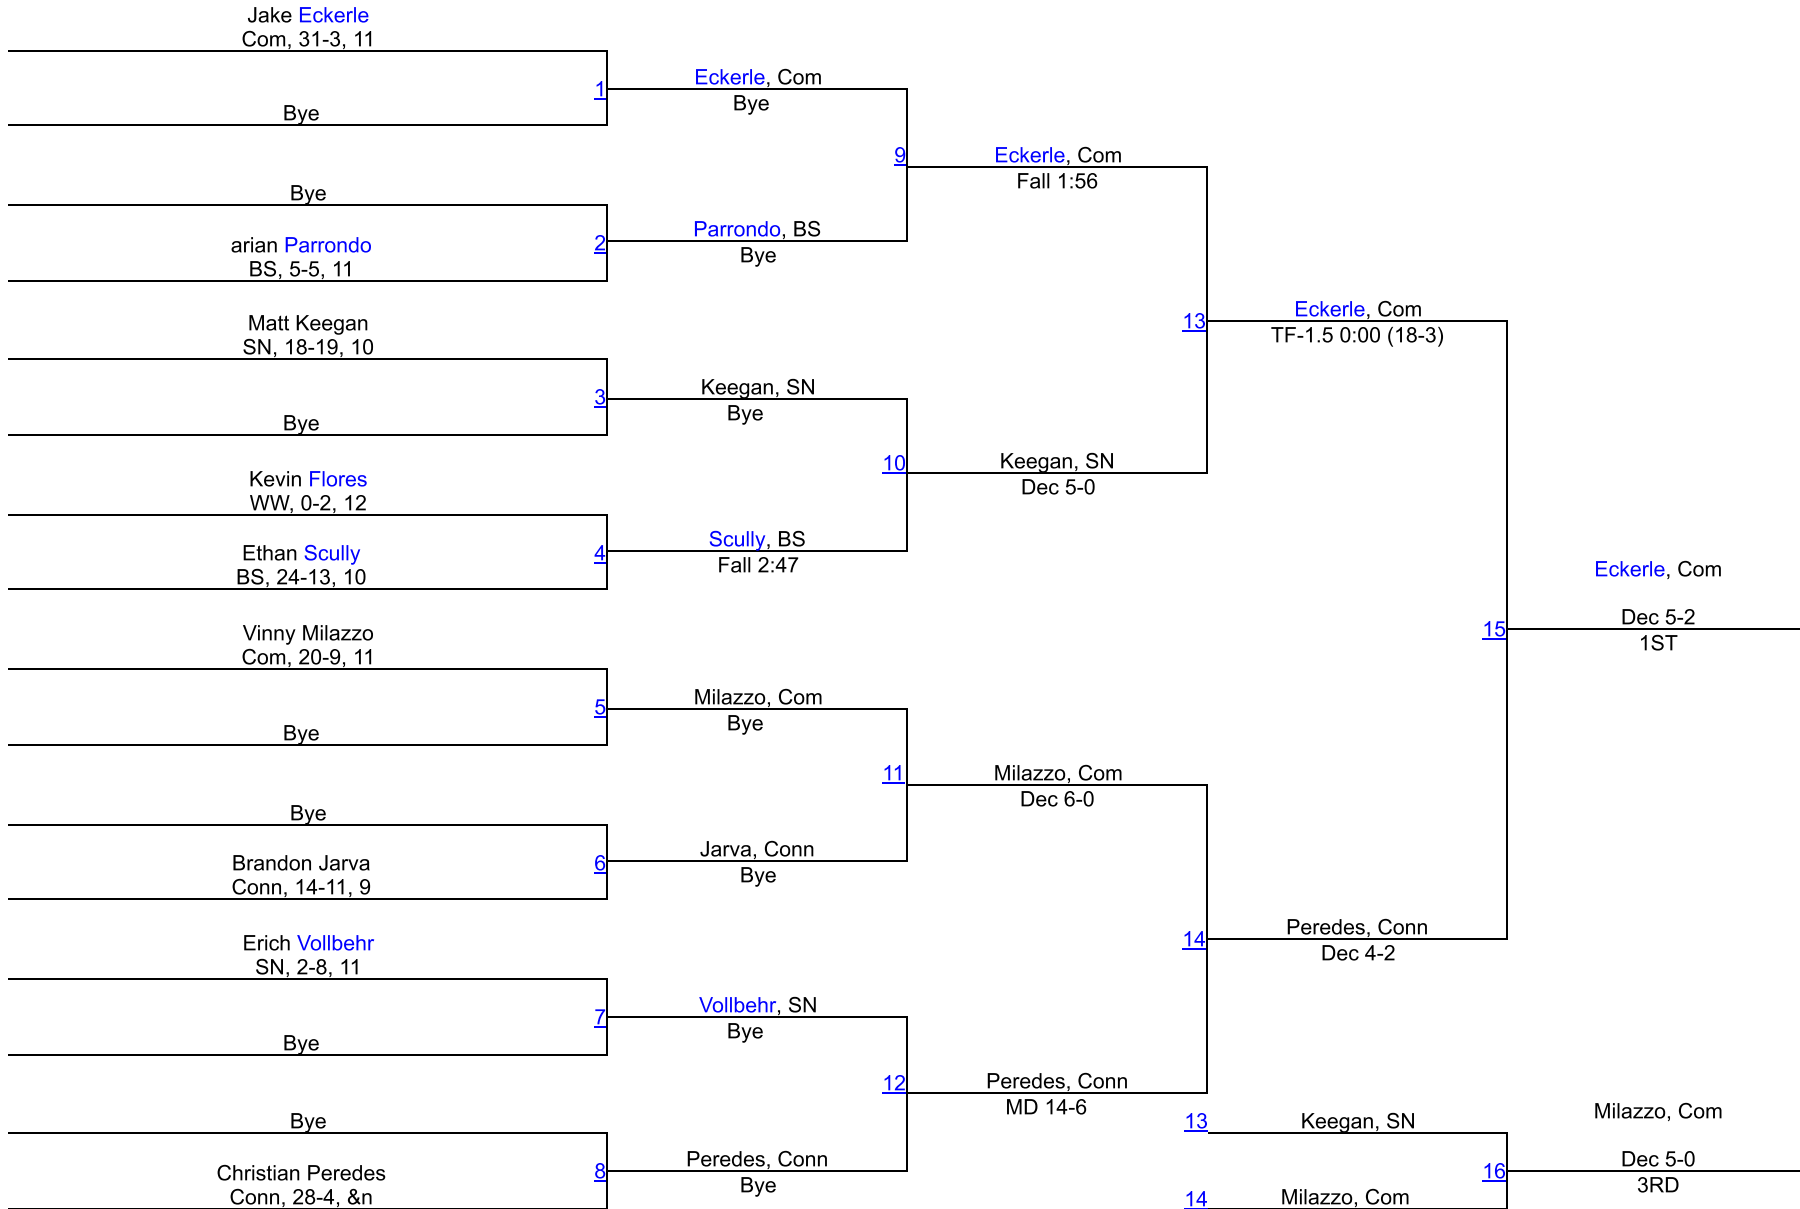 Jake Eckerle
Com, 31-3, 11
Bye
1
Eckerle, Com
Bye
Bye
arian Parrondo
BS, 5-5, 11
2
Parrondo, BS
Bye
9
Eckerle, Com
Fall 1:56
Matt Keegan
SN, 18-19, 10
Bye
3
Keegan, SN
Bye
Kevin Flores
WW, 0-2, 12
Ethan Scully
BS, 24-13, 10
4
Scully, BS
Fall 2:47
10
Keegan, SN
Dec 5-0
13
Eckerle, Com
TF-1.5 0:00 (18-3)
Vinny Milazzo
Com, 20-9, 11
Bye
5
Milazzo, Com
Bye
Bye
Brandon Jarva
Conn, 14-11, 9
6
Jarva, Conn
Bye
11
Milazzo, Com
Dec 6-0
Erich Vollbehr
SN, 2-8, 11
Bye
7
Vollbehr, SN
Bye
Bye
Christian Peredes
Conn, 28-4, &n
8
Peredes, Conn
Bye
12
Peredes, Conn
MD 14-6
14
Peredes, Conn
Dec 4-2
15
Eckerle, Com
Dec 5-2
1ST
13
Keegan, SN
14
Milazzo, Com
16
Milazzo, Com
Dec 5-0
3RD